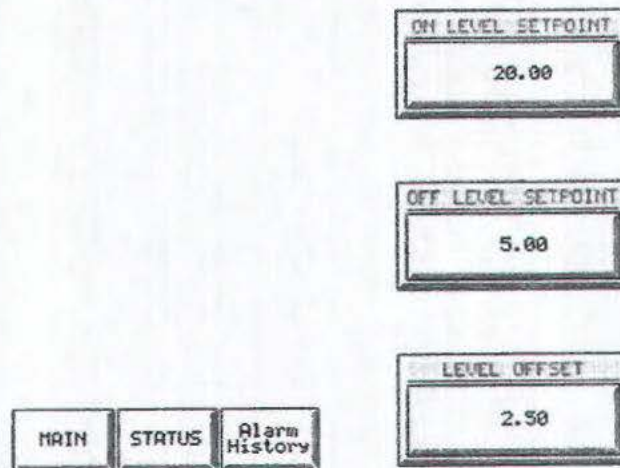 ON LEVEL SETPOINT
20.00
OFF LEVEL SETPOINT
5.00
LEVEL OFFSET
2.50
MAIN
STATUS
Alarm
History